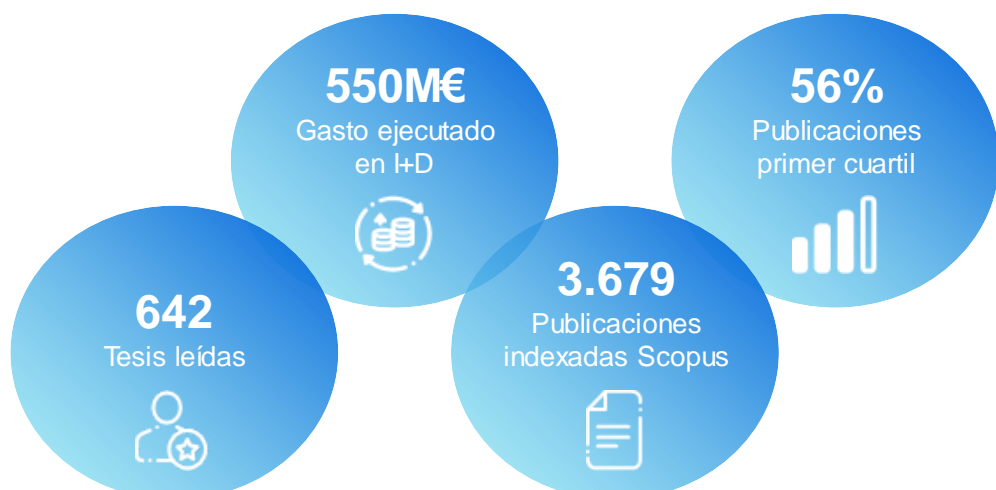 550M€
Gasto ejecutado
en I+D
56%
Publicaciones
primer cuartil
642
Tesis leídas
3.679
Publicaciones
indexadas Scopus